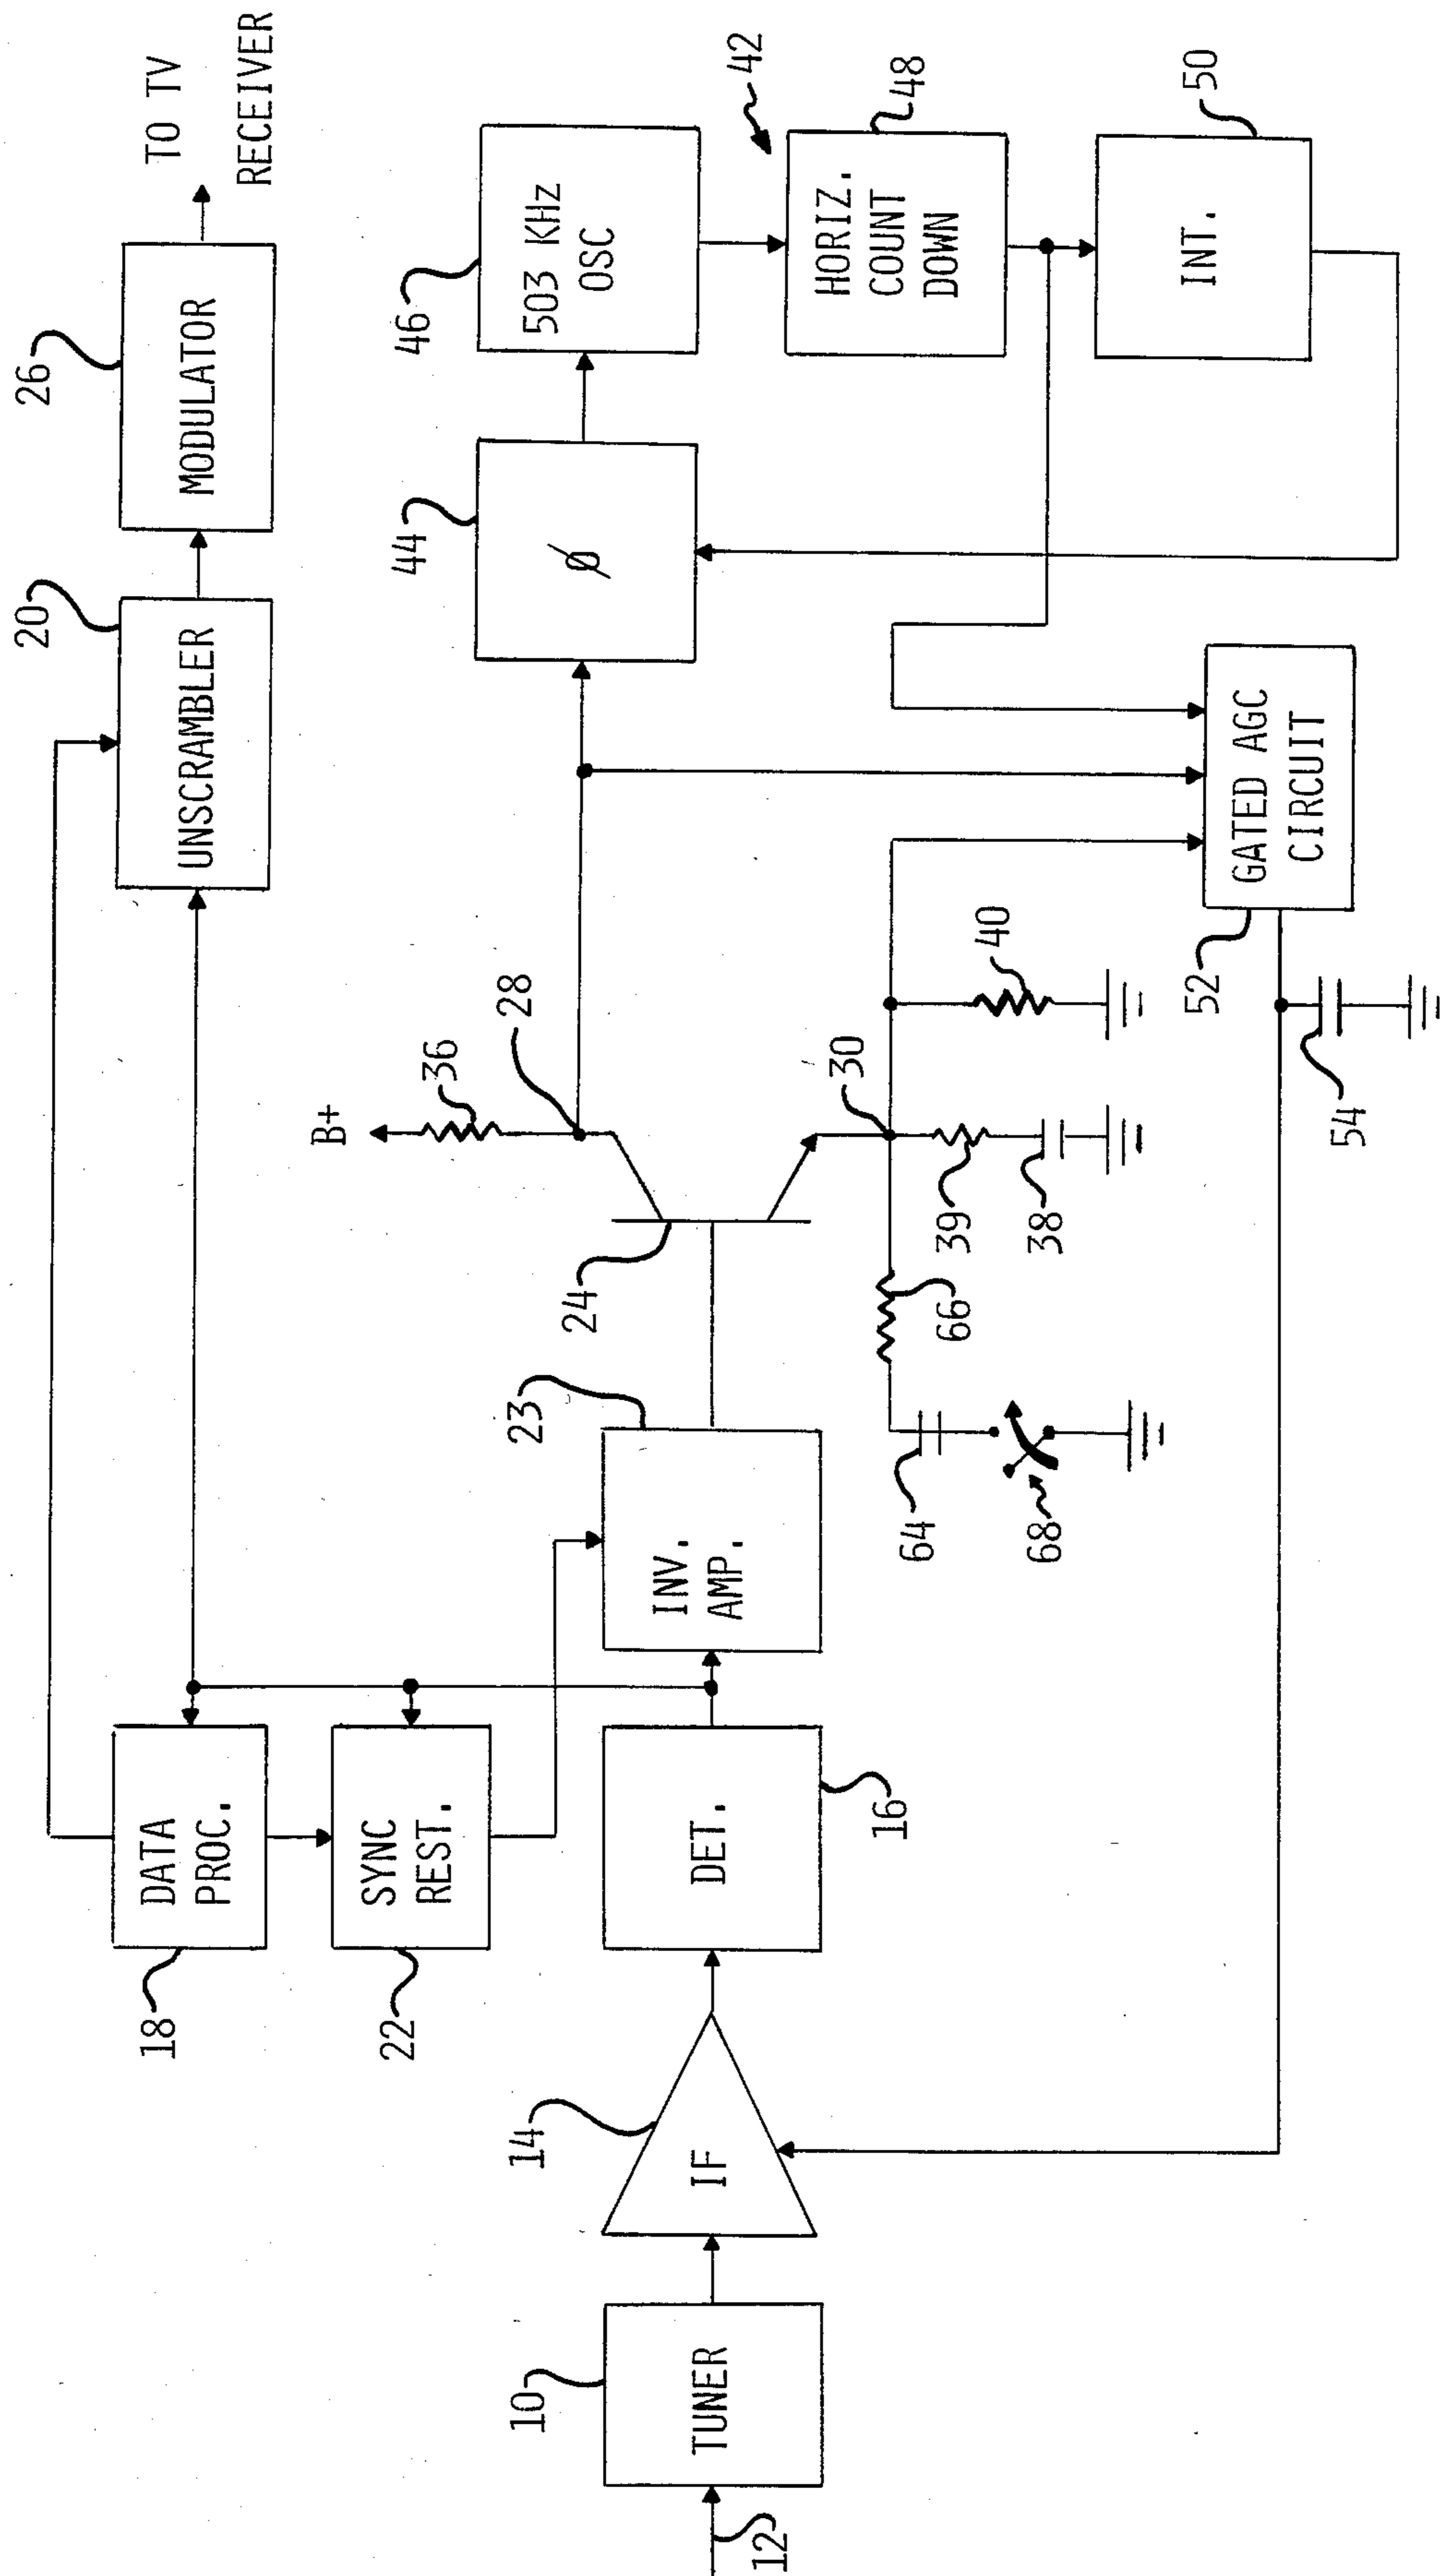 TO TV
RECEIVER
26
MODULATOR
20
UNSCRAMBLER
46
503 KHz
OSC
42
48
HORIZ.
COUNT
DOWN
50
INT.
44
Ø
B+
36
28
24
23
INV.
AMP.
30
40
39
38
66
64
68
52
GATED AGC
CIRCUIT
54
DATA
PROC.
18
SYNC
REST.
22
DET.
16
14
IF
10
TUNER
12